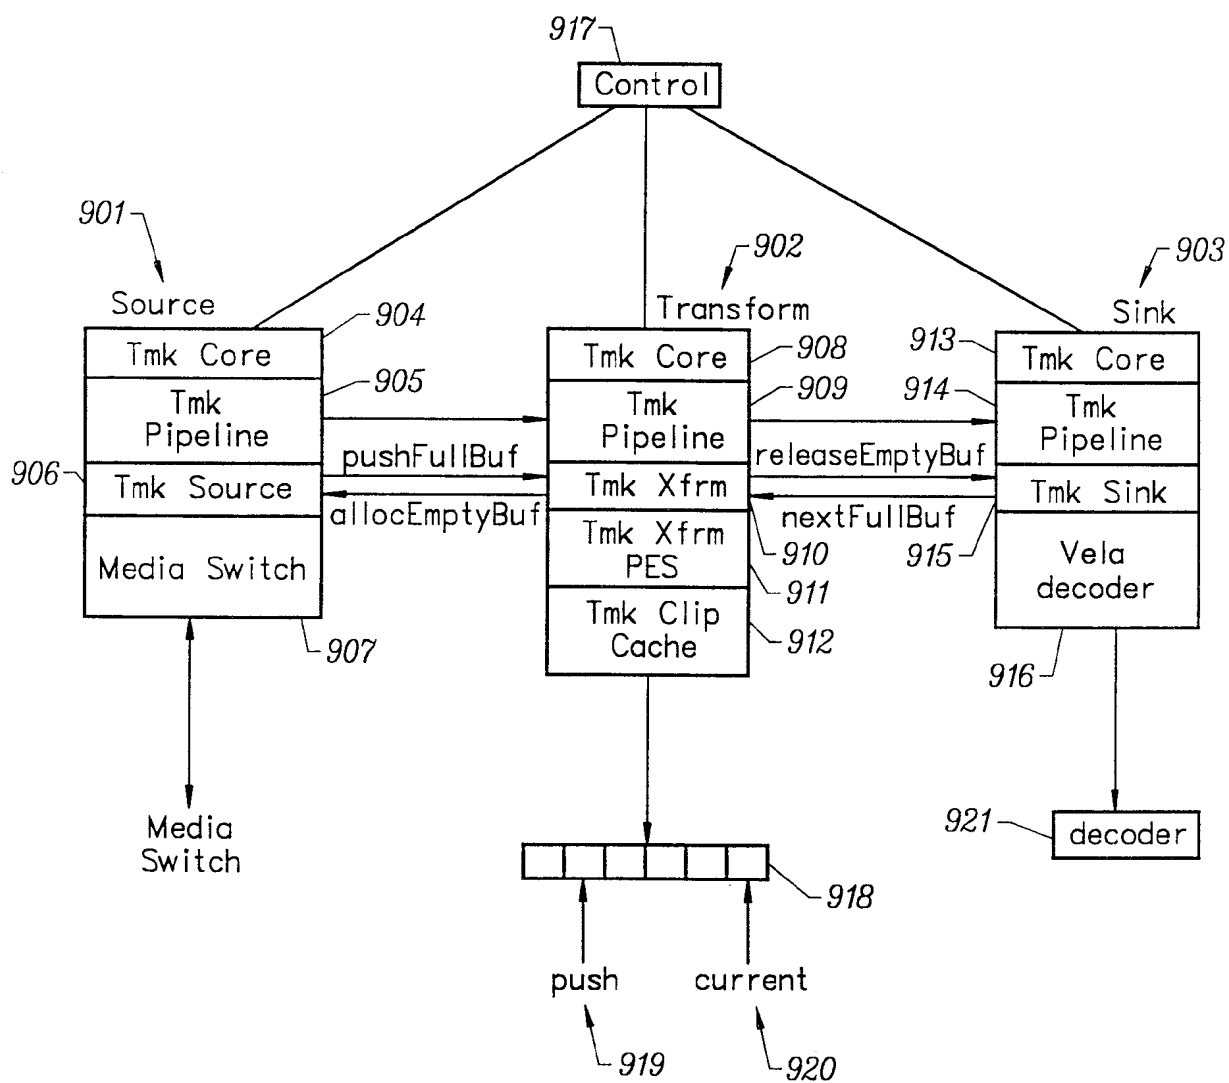 917
Control
901
902
903
Source
Transform
Sink
904
Tmk Core
908
Tmk Core
913
Tmk Core
905
Tmk
Pipeline
909
Tmk
Pipeline
914
Tmk
Pipeline
pushFullBuf
releaseEmptyBuf
906
Tmk Source
Tmk Xfrm
Tmk Sink
allocEmptyBuf
nextFullBuf
910
915
Media Switch
Tmk Xfrm
PES
911
Vela
decoder
907
Tmk Clip
Cache
912
916
Media
Switch
921
decoder
918
push
current
919
920